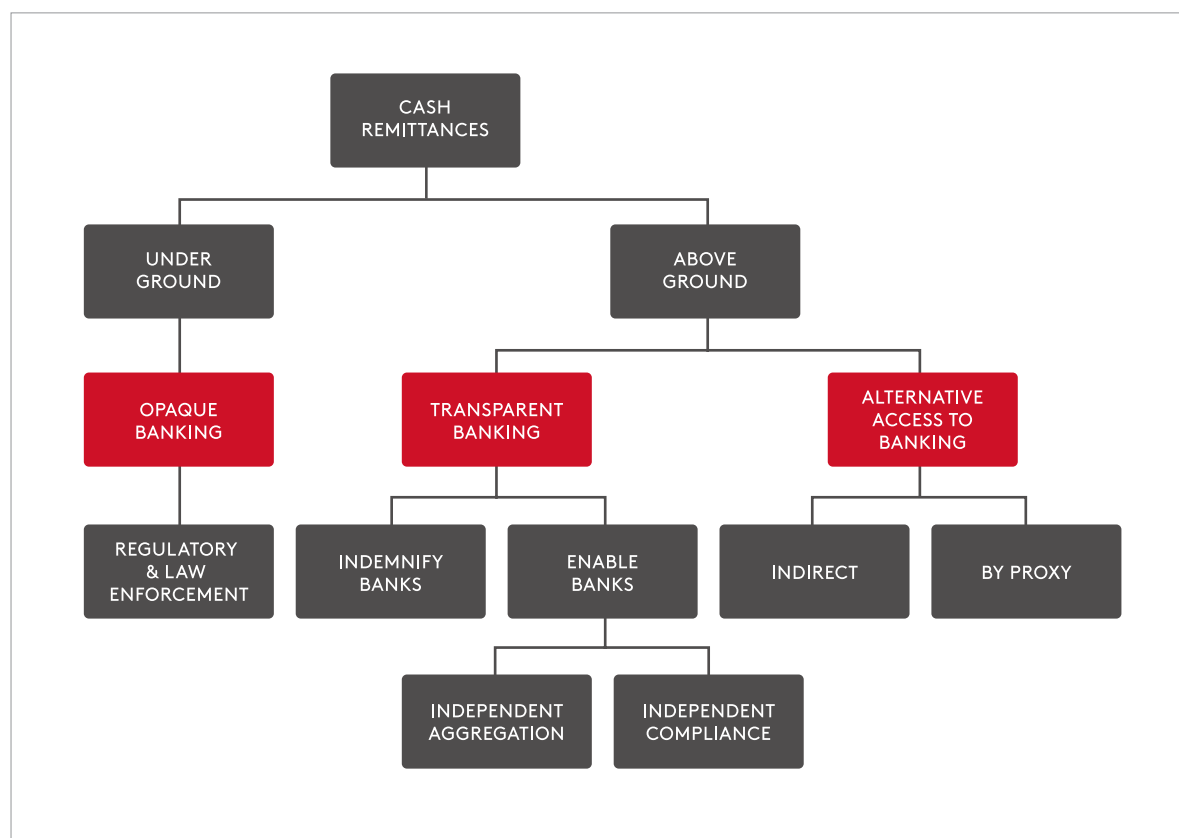 CASH
REMITTANCES
UNDER
GROUND
ABOVE
GROUND
OPAQUE
BANKING
TRANSPARENT
BANKING
ALTERNATIVE
ACCESS TO
BANKING
REGULATORY
& LAW
ENFORCEMENT
INDEMNIFY
BANKS
ENABLE
BANKS
INDIRECT
BY PROXY
INDEPENDENT
AGGREGATION
INDEPENDENT
COMPLIANCE